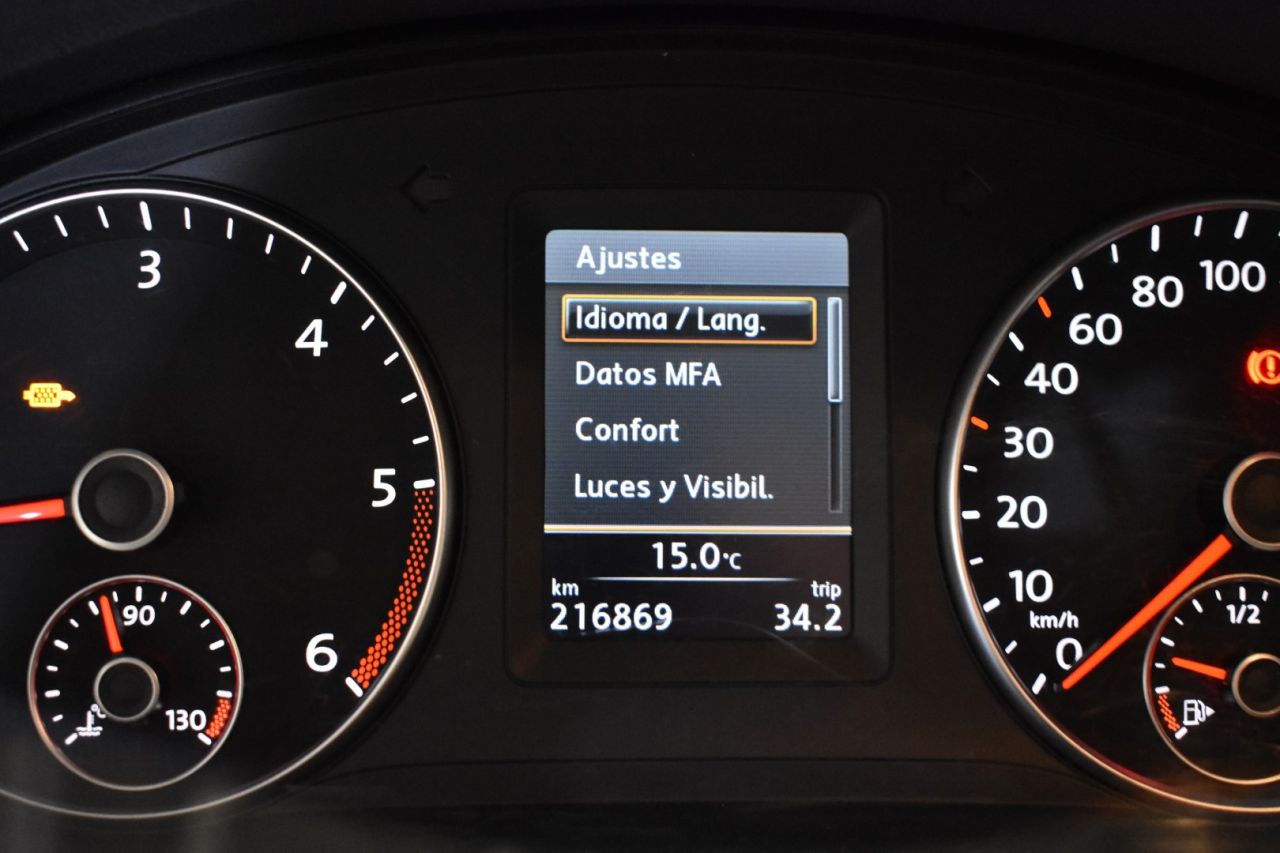 3
4
5
6
90
130
°C
Ajustes
Idioma / Lang.
Datos MFA
Confort
Luces y Visibil.
15.0°C
km trip
216869 34.2
100
80
60
40
30
20
10
km/h
0
1/2